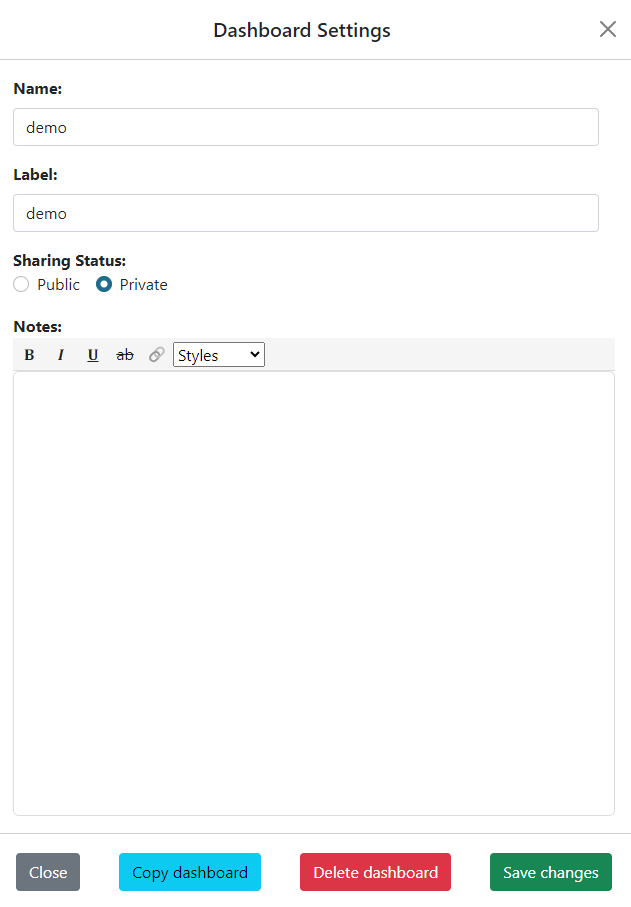 Dashboard Settings
Name:
demo
Label:
demo
Sharing Status:
Public Private
Notes:
B I U ab Styles
Close Copy dashboard Delete dashboard Save changes